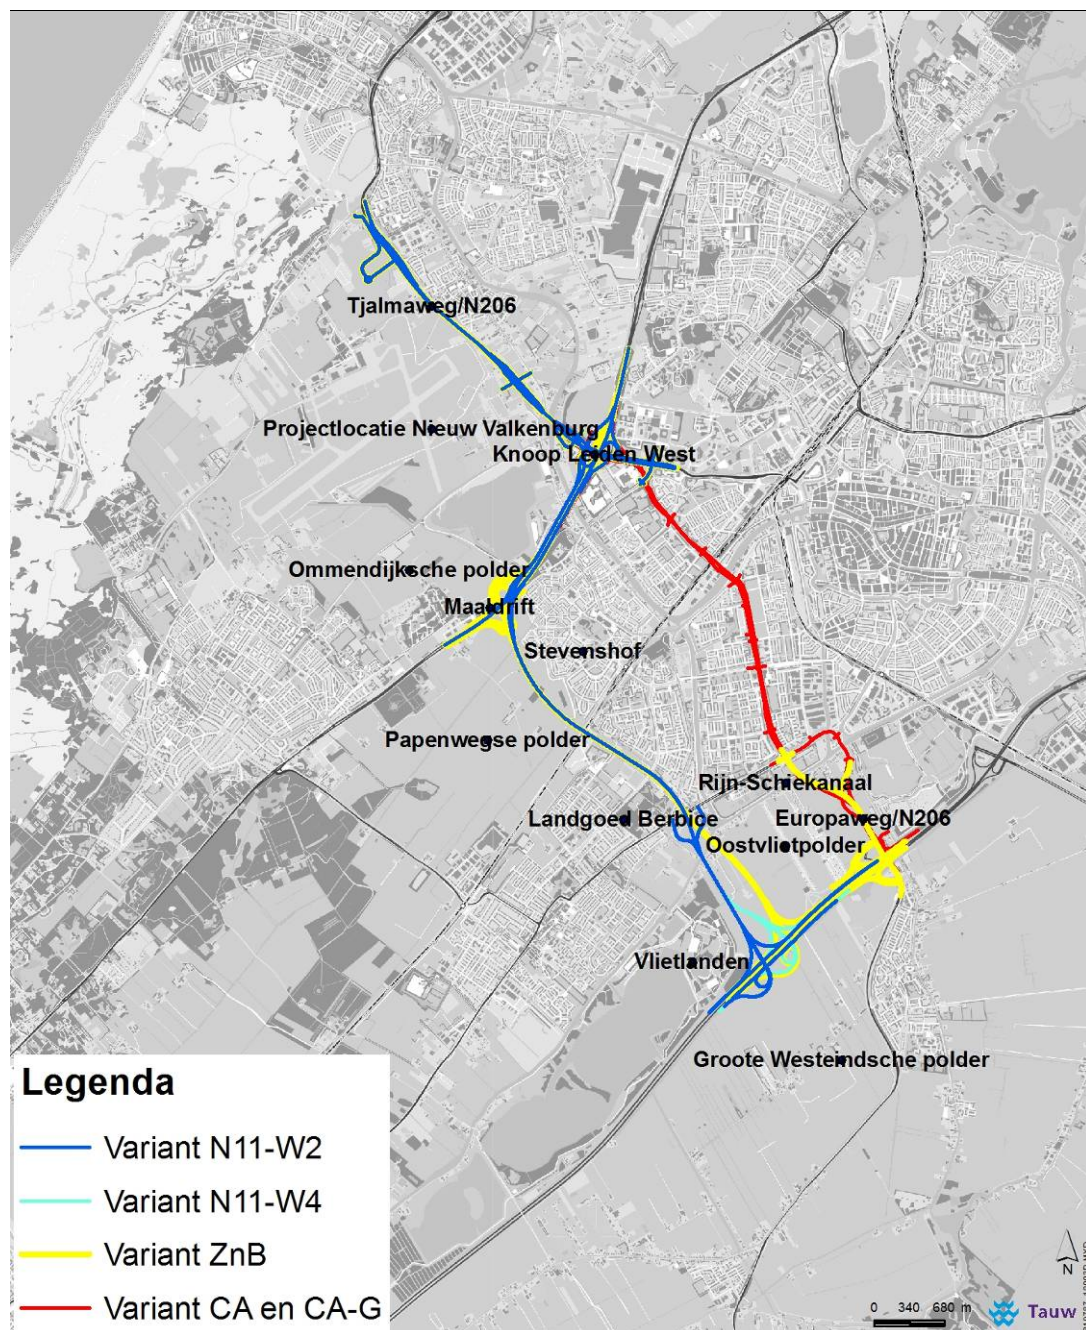 Tjalmaweg/N206
Projectlocatie Nieuw Valkenburg
Knoop Leiden West
Ommendijksche polder
Maaldrift
Stevenshof
Papenwegse polder
Rijn-Schiekanaal
Landgoed Berbice
Europaweg/N206
Oostvlietpolder
Vlietlanden
Groote Westeindsche polder
Legenda
Variant N11-W2
Variant N11-W4
Variant ZnB
Variant CA en CA-G
N
0 340 680 m
Tauw